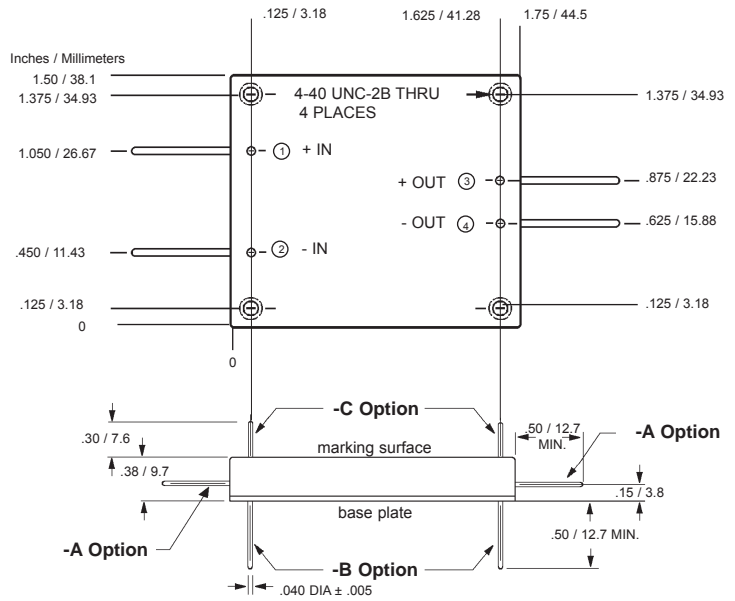 .125 / 3.18
1.625 / 41.28
1.75 / 44.5
Inches / Millimeters
1.50 / 38.1
1.375 / 34.93
4-40 UNC-2B THRU
4 PLACES
1.375 / 34.93
1.050 / 26.67
1 + IN
+ OUT 3
.875 / 22.23
- OUT 4
.625 / 15.88
.450 / 11.43
2 - IN
.125 / 3.18
.125 / 3.18
0
0
-C Option
.50 / 12.7
MIN.
-A Option
.30 / 7.6
marking surface
.38 / 9.7
.15 / 3.8
base plate
.50 / 12.7 MIN.
-A Option
-B Option
.040 DIA ± .005